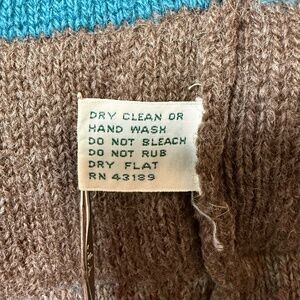 DRY CLEAN OR
HAND WASH
DO NOT BLEACH
DO NOT RUB
DRY FLAT
RN 43189